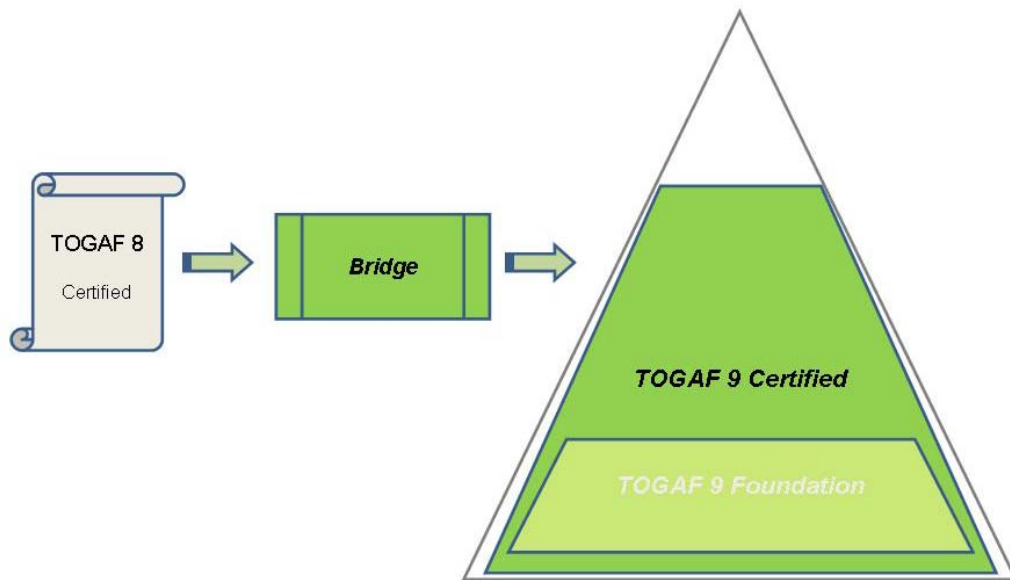 TOGAF 8
Certified
Bridge
TOGAF 9 Certified
TOGAF 9 Foundation